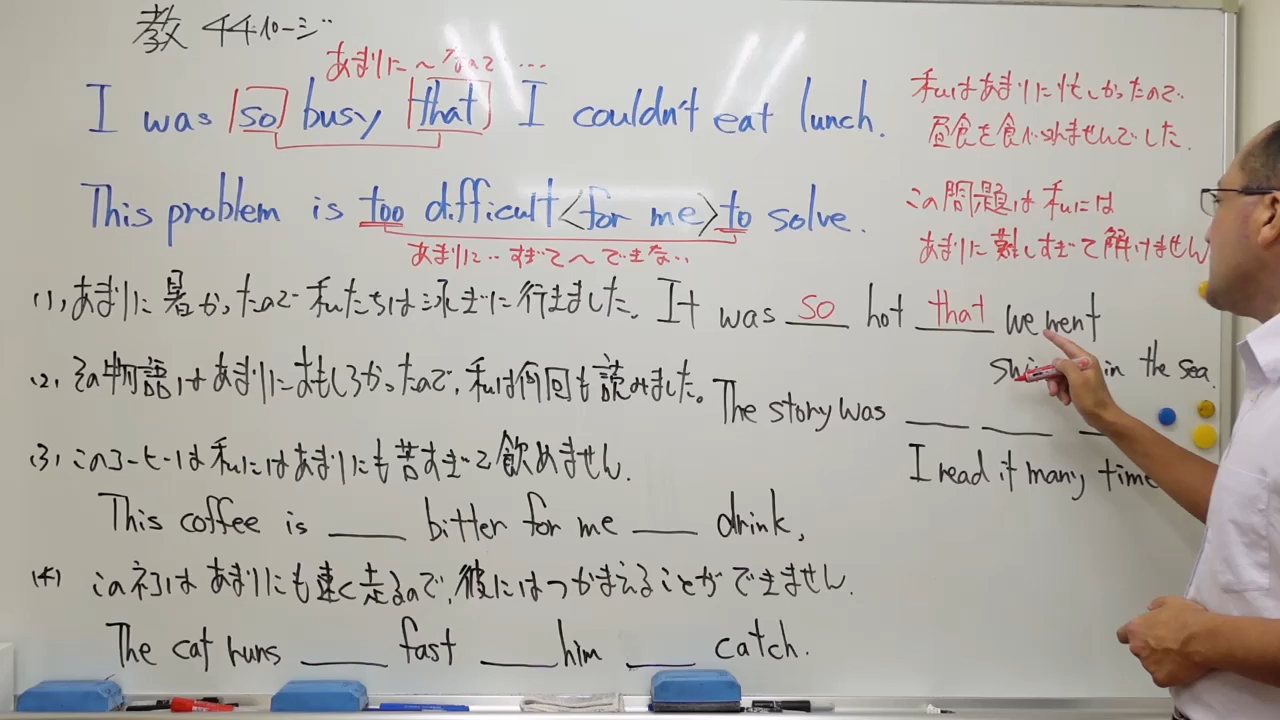 教 44ページ
あまりに～なので…
I was so busy that I couldn't eat lunch.
私はあまりに忙しかったので
昼食を食べられませんでした。
This problem is too difficult <for me> to solve.
あまりに‥すぎて～できない‥
この問題は私には
あまりに難しすぎて解けません
(1) あまりに暑かったので私たちは泳ぎに行きました。 It was so hot that we went
in the sea.
(2) その物語はあまりにおもしろかったので、私は何回も読みました。 The story was ___ ___ ___
I read it many time
(3) このコーヒーは私にはあまりにも苦すぎて飲めません。
This coffee is ___ bitter for me ___ drink.
(4) このネコはあまりにも速く走るので、彼にはつかまえることができません。
The cat runs ___ fast ___ him ___ catch.